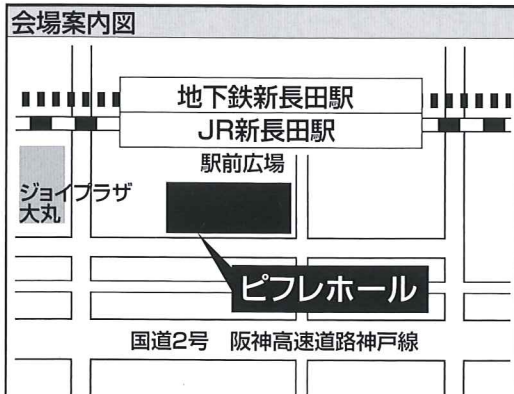 会場案内図
地下鉄新長田駅
JR新長田駅
駅前広場
ジョイプラザ
大丸
ピフレホール
国道2号 阪神高速道路神戸線